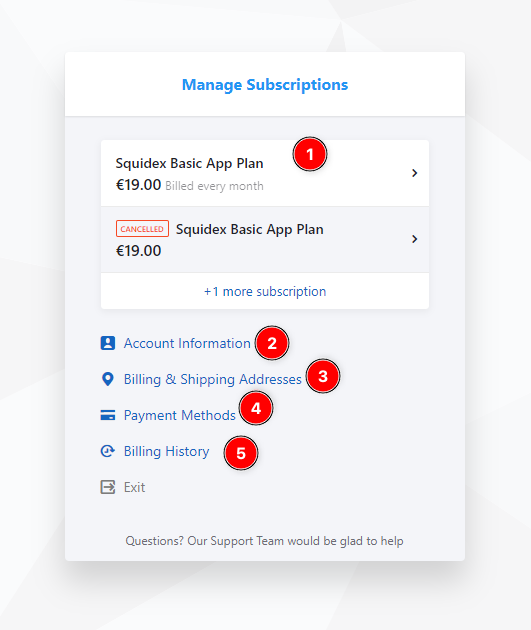 Manage Subscriptions
Squidex Basic App Plan 1
€19.00 Billed every month
CANCELLED Squidex Basic App Plan
€19.00
+1 more subscription
Account Information 2
Billing & Shipping Addresses 3
Payment Methods 4
Billing History 5
Exit
Questions? Our Support Team would be glad to help